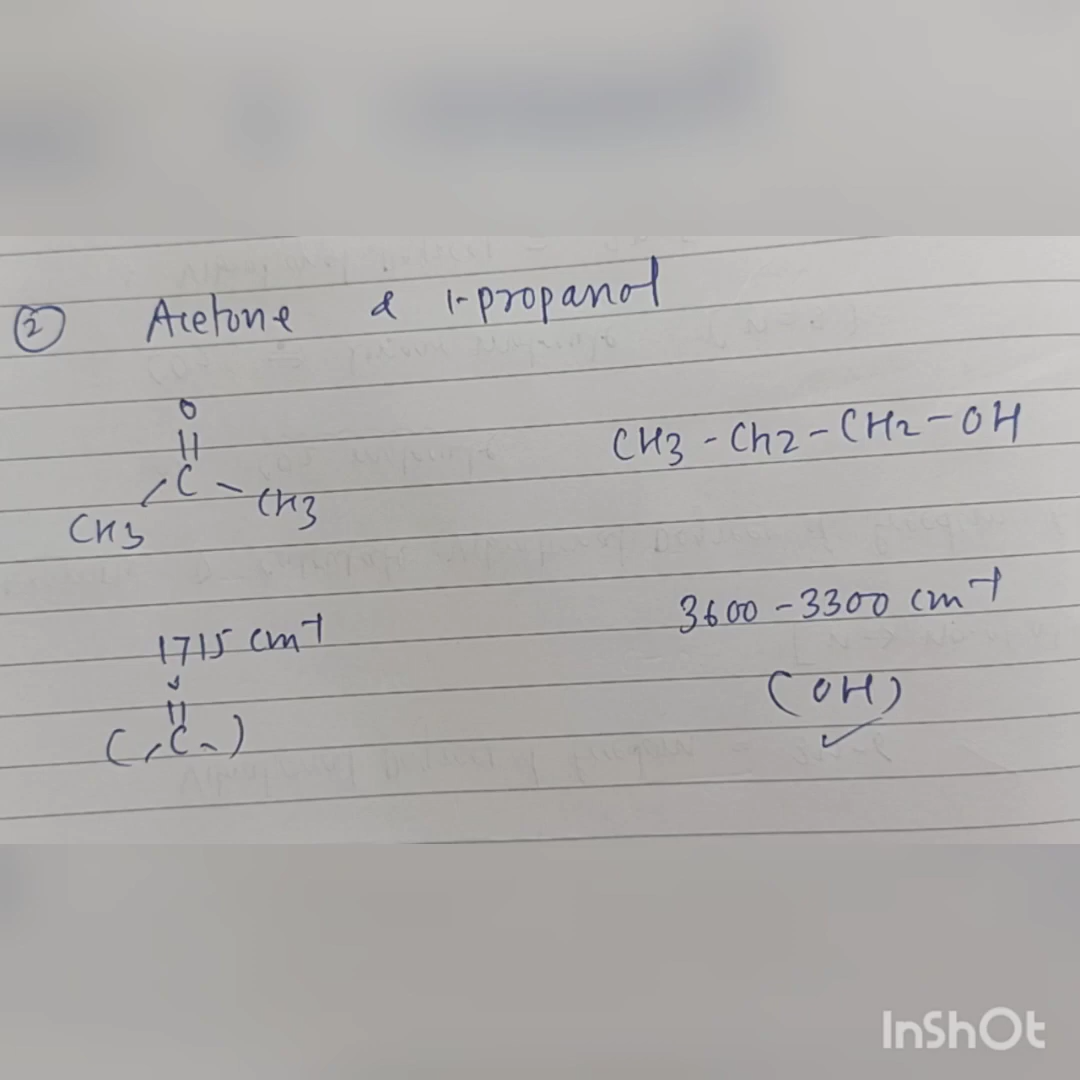 ② Acetone & 1-propanol
O
||
C
CH3 CH3
CH3 - Ch2 - CH2 - OH
1715 cm-1
(C)
3600 - 3300 cm-1
(OH)
InShOt